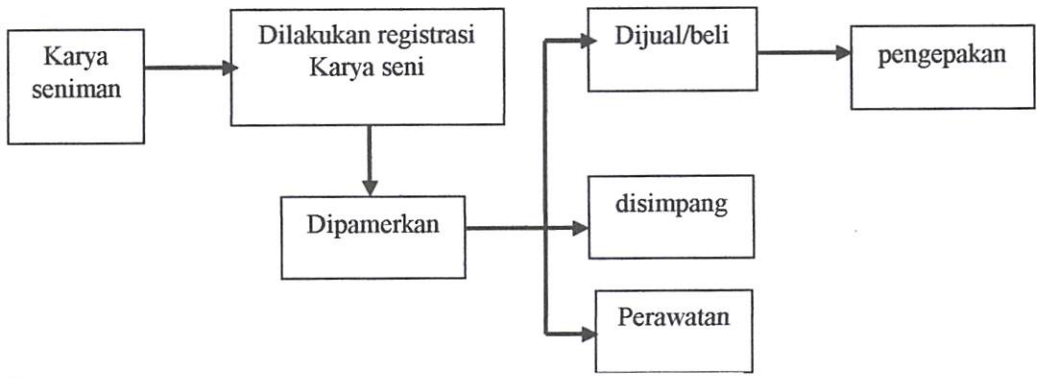 Karya
seniman
Dilakukan registrasi
Karya seni
Dipamerkan
Dijual/beli
pengepakan
disimpang
Perawatan